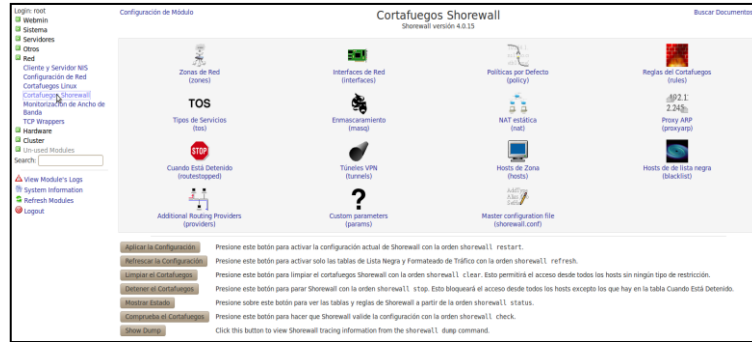 Login: root
Webmin
Sistema
Servidores
Otros
Red
Cliente y Servidor NIS
Configuración de Red
Cortafuegos Linux
Cortafuegos Shorewall
Monitorización de Ancho de
Banda
TCP Wrappers
Hardware
Cluster
Un-used Modules
Search:
View Module's Logs
System Information
Refresh Modules
Logout
Configuración de Módulo
Cortafuegos Shorewall
Shorewall versión 4.0.15
Buscar Documentos
Zonas de Red
(zones)
Interfaces de Red
(interfaces)
Políticas por Defecto
(policy)
Reglas del Cortafuegos
(rules)
TOS
Tipos de Servicios
(tos)
Enmascaramiento
(masq)
NAT estática
(nat)
192.1
2.245
Proxy ARP
(proxyarp)
STOP
Cuando Está Detenido
(routestopped)
Túneles VPN
(tunnels)
Hosts de Zona
(hosts)
Hosts de de lista negra
(blacklist)
Additional Routing Providers
(providers)
?
Custom parameters
(params)
Master configuration file
(shorewall.conf)
Aplicar la Configuración Presione este botón para activar la configuración actual de Shorewall con la orden shorewall restart.
Refrescar la Configuración Presione este botón para activar solo las tablas de Lista Negra y Formateado de Tráfico con la orden shorewall refresh.
Limpiar el Cortafuegos Presione este botón para limpiar el cortafuegos Shorewall con la orden shorewall clear. Esto permitirá el acceso desde todos los hosts sin ningún tipo de restricción.
Detener el Cortafuegos Presione este botón para parar Shorewall con la orden shorewall stop. Esto bloqueará el acceso desde todos los hosts excepto los que hay en la tabla Cuando Está Detenido.
Mostrar Estado Presione sobre este botón para ver las tablas y reglas de Shorewall a partir de la orden shorewall status.
Comprueba el Cortafuegos Presione este botón para hacer que Shorewall valide la configuración con la orden shorewall check.
Show Dump Click this button to view Shorewall tracing information from the shorewall dump command.